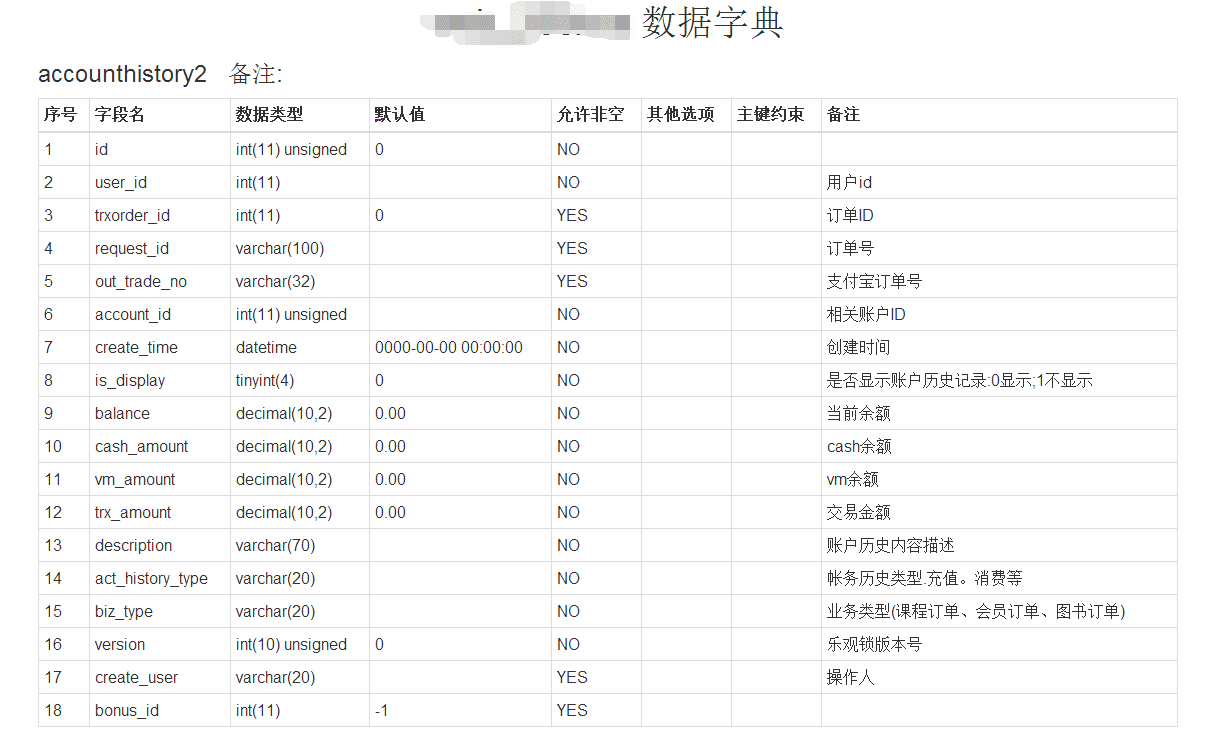 数据字典
accounthistory2 备注:
序号 字段名 数据类型 默认值 允许非空 其他选项 主键约束 备注
1 id int(11) unsigned 0 NO
2 user_id int(11) NO 用户id
3 trxorder_id int(11) 0 YES 订单ID
4 request_id varchar(100) YES 订单号
5 out_trade_no varchar(32) YES 支付宝订单号
6 account_id int(11) unsigned NO 相关账户ID
7 create_time datetime 0000-00-00 00:00:00 NO 创建时间
8 is_display tinyint(4) 0 NO 是否显示账户历史记录:0显示;1不显示
9 balance decimal(10,2) 0.00 NO 当前余额
10 cash_amount decimal(10,2) 0.00 NO cash余额
11 vm_amount decimal(10,2) 0.00 NO vm余额
12 trx_amount decimal(10,2) 0.00 NO 交易金额
13 description varchar(70) NO 账户历史内容描述
14 act_history_type varchar(20) NO 帐务历史类型.充值。消费等
15 biz_type varchar(20) NO 业务类型(课程订单、会员订单、图书订单)
16 version int(10) unsigned 0 NO 乐观锁版本号
17 create_user varchar(20) YES 操作人
18 bonus_id int(11) -1 YES